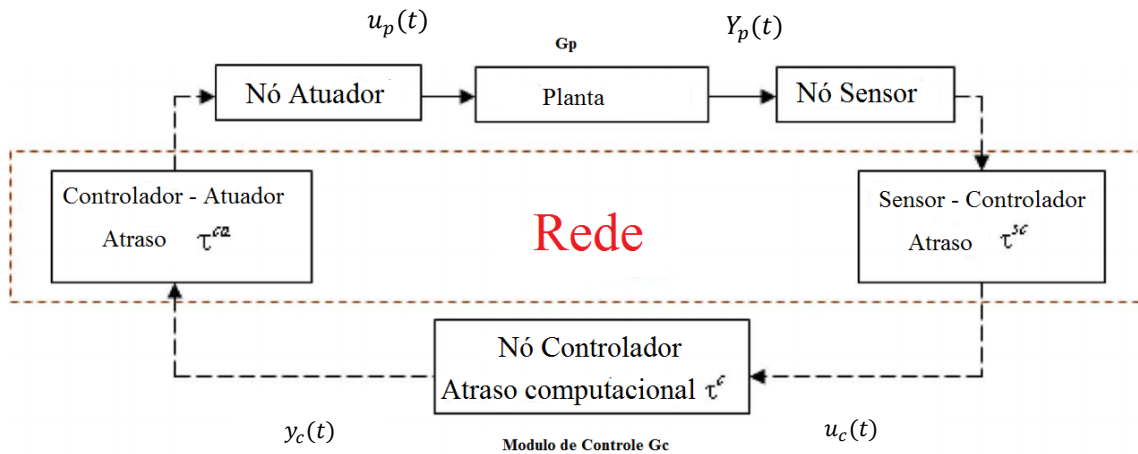 u_p(t)
Y_p(t)
Gp
Nó Atuador
Planta
Nó Sensor
Controlador - Atuador
Atraso τ^ca
Rede
Sensor - Controlador
Atraso τ^sc
Nó Controlador
Atraso computacional τ^c
y_c(t)
u_c(t)
Modulo de Controle Gc